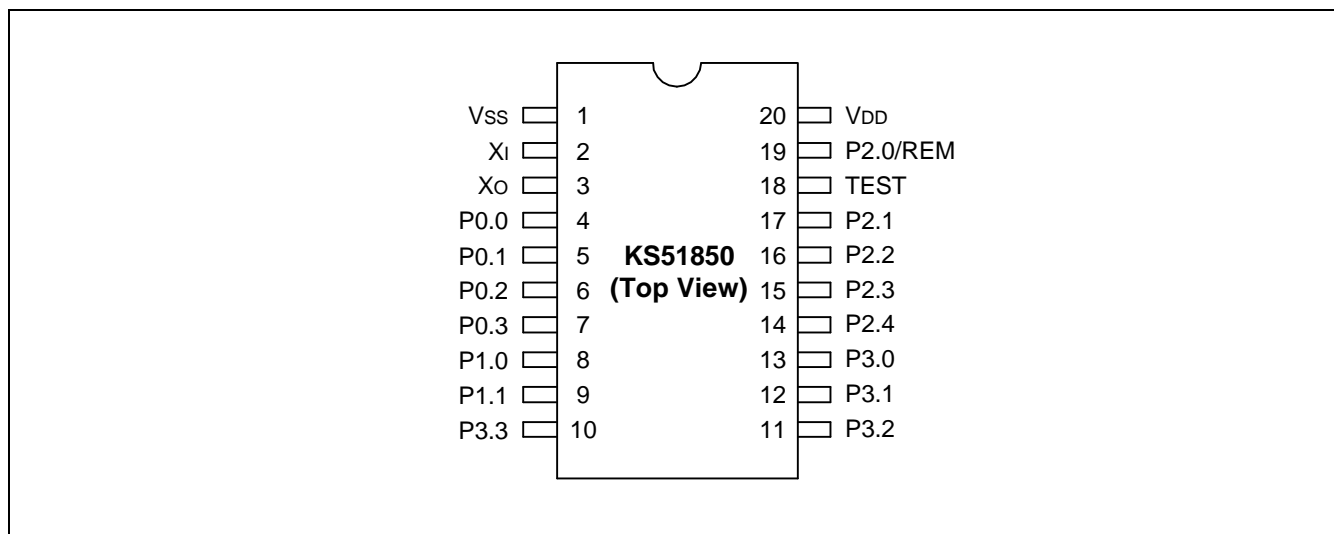 VSS 1 20 VDD
XI 2 19 P2.0/REM
XO 3 18 TEST
P0.0 4 17 P2.1
P0.1 5 KS51850 16 P2.2
P0.2 6 (Top View) 15 P2.3
P0.3 7 14 P2.4
P1.0 8 13 P3.0
P1.1 9 12 P3.1
P3.3 10 11 P3.2